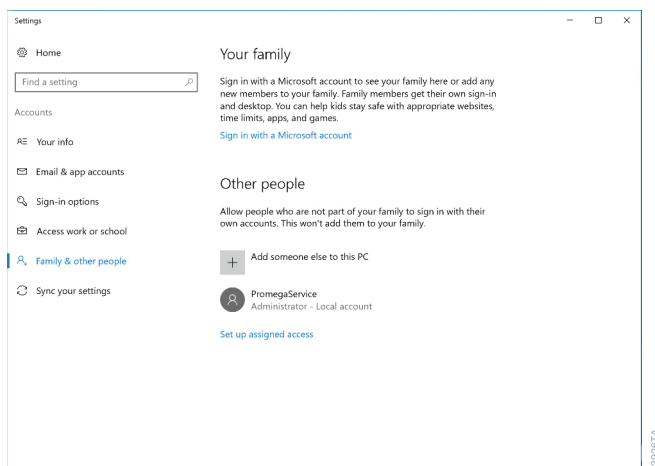 Settings
Home
Find a setting
Accounts
Your info
Email & app accounts
Sign-in options
Access work or school
Family & other people
Sync your settings
Your family
Sign in with a Microsoft account to see your family here or add any
new members to your family. Family members get their own sign-in
and desktop. You can help kids stay safe with appropriate websites,
time limits, apps, and games.
Sign in with a Microsoft account
Other people
Allow people who are not part of your family to sign in with their
own accounts. This won't add them to your family.
Add someone else to this PC
PromegaService
Administrator - Local account
Set up assigned access